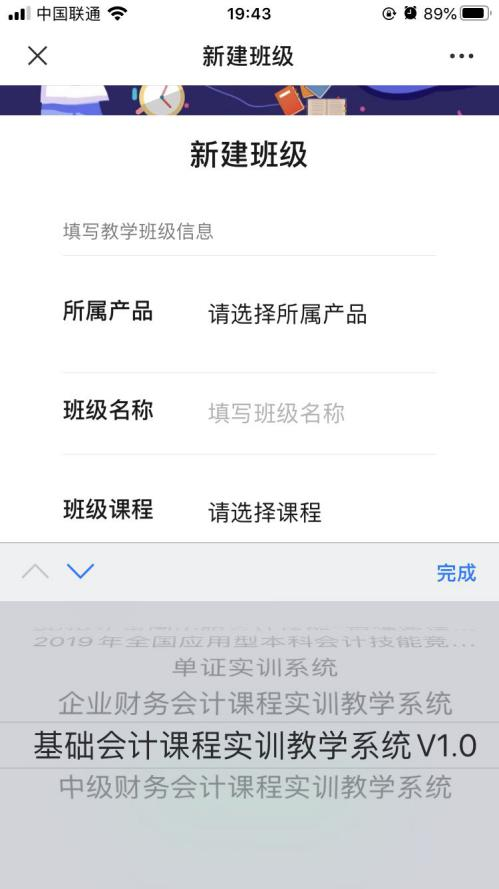 中国联通
19:43
89%
新建班级
新建班级
填写教学班级信息
所属产品 请选择所属产品
班级名称 填写班级名称
班级课程 请选择课程
完成
2019年全国应用型本科会计技能竞...
单证实训系统
企业财务会计课程实训教学系统
基础会计课程实训教学系统V1.0
中级财务会计课程实训教学系统